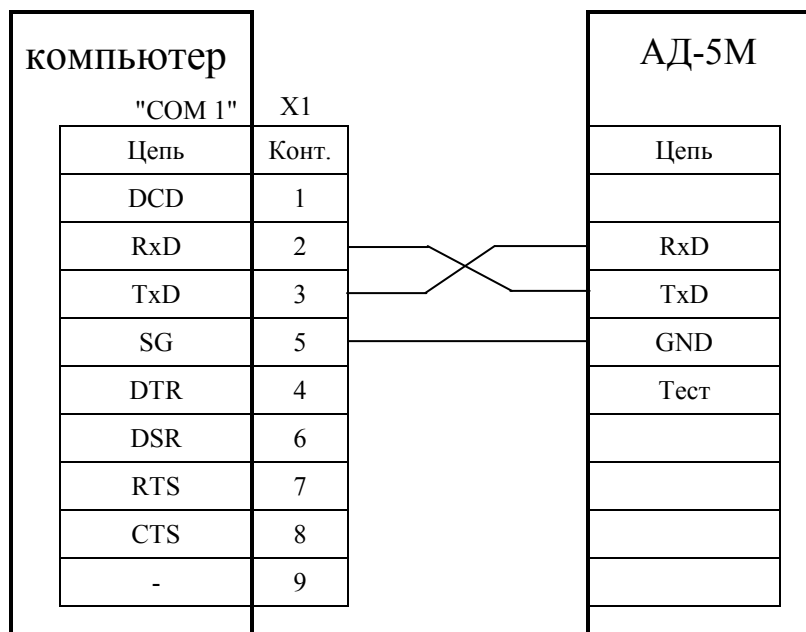 компьютер
АД-5М
"COM 1" X1
Цепь Конт. Цепь
DCD 1
RxD 2 RxD
TxD 3 TxD
SG 5 GND
DTR 4 Тест
DSR 6
RTS 7
CTS 8
- 9